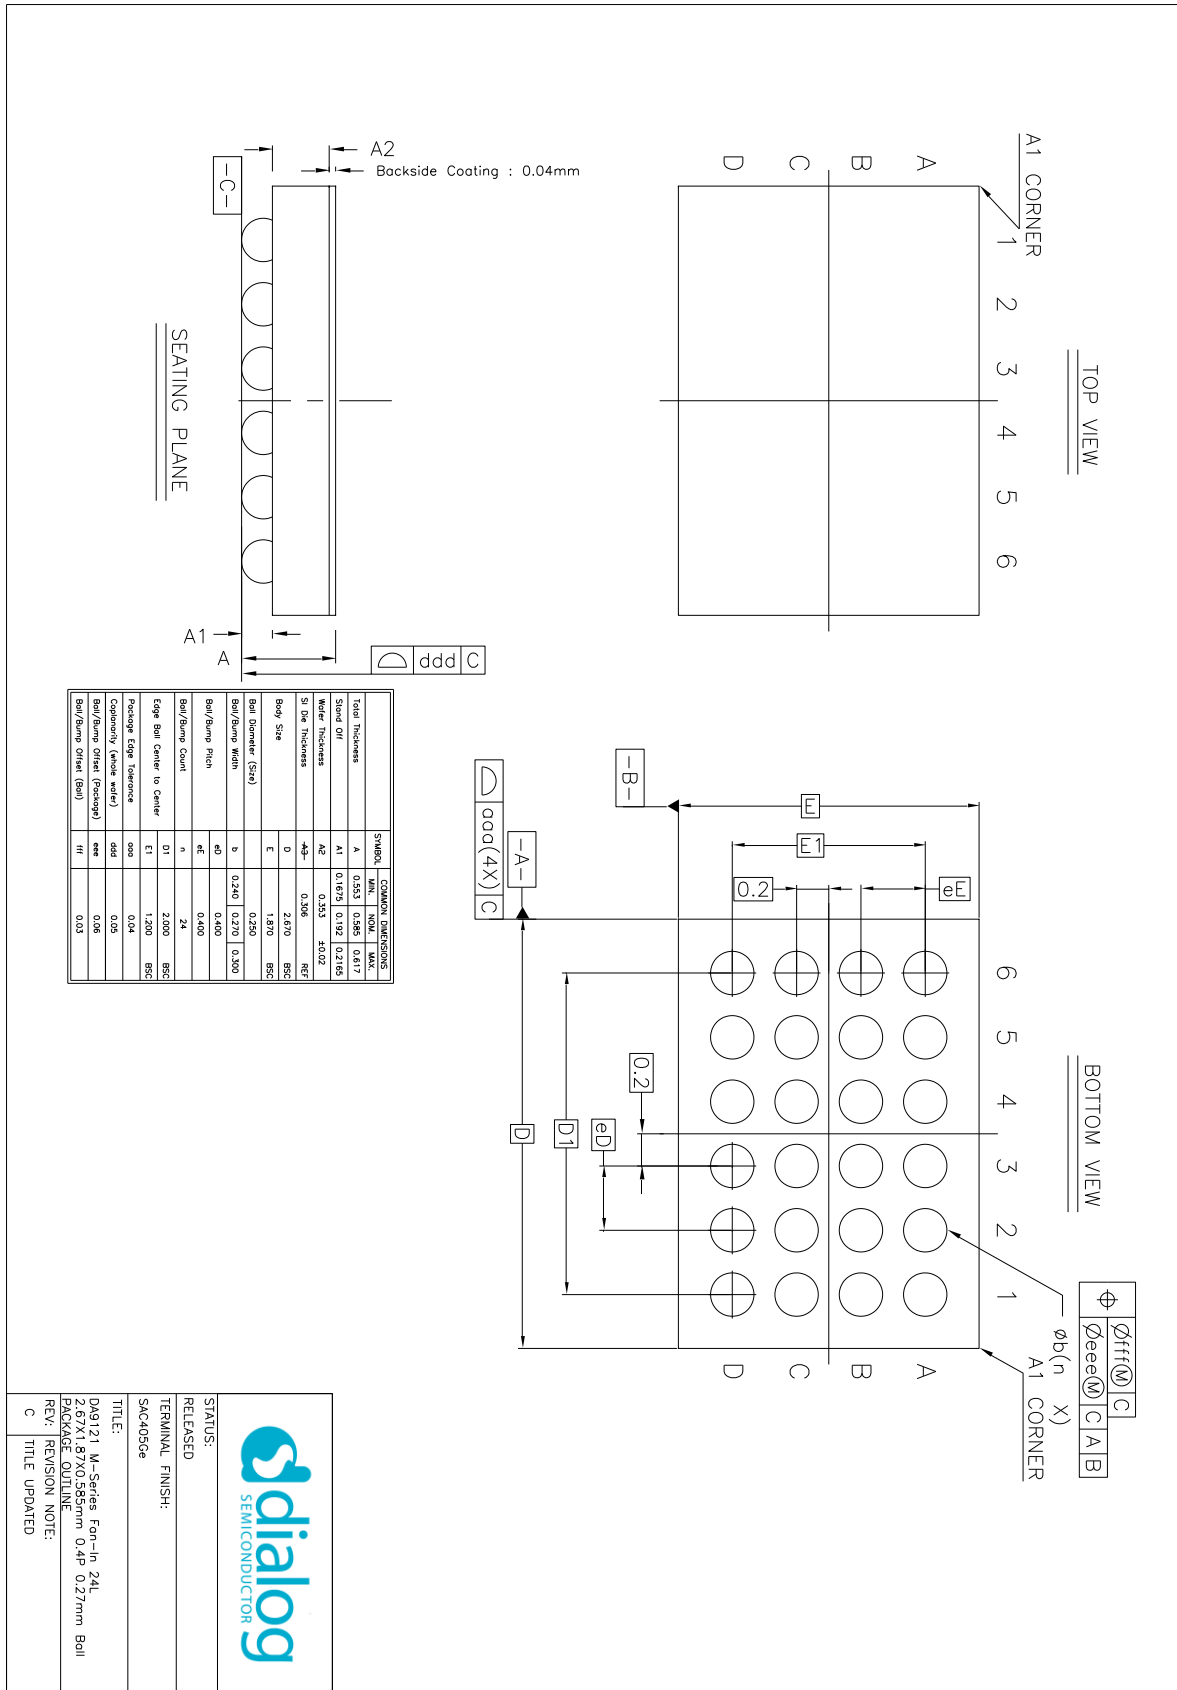 TOP VIEW
A1 CORNER
1 2 3 4 5 6
A
B
C
D
A2
Backside Coating : 0.04mm
-C-
SEATING PLANE
A1
A
ddd C
BOTTOM VIEW
6 5 4 3 2 1
A
B
C
D
A1 CORNER
Øb(n X)
⌖ Øfff Ⓜ C
Øeee Ⓜ C A B
E
E1
eE
0.2
-B-
-A-
aaa(4X) C
0.2
eD
D1
D
SYMBOL COMMON DIMENSIONS
MIN. NOM. MAX.
Total Thickness A 0.553 0.585 0.617
Stand Off A1 0.1675 0.192 0.2165
Wafer Thickness A2 0.353 ±0.02
Si Die Thickness A3 0.306 REF
Body Size D 2.670 BSC
E 1.870 BSC
Ball Diameter (Size) 0.250
Ball/Bump Width b 0.240 0.270 0.300
Ball/Bump Pitch eD 0.400
eE 0.400
Ball/Bump Count n 24
Edge Ball Center to Center D1 2.000 BSC
E1 1.200 BSC
Package Edge Tolerance aaa 0.04
Coplanarity (whole wafer) ddd 0.05
Ball/Bump Offset (Package) eee 0.06
Ball/Bump Offset (Ball) fff 0.03
dialog
SEMICONDUCTOR
STATUS:
RELEASED
TERMINAL FINISH:
SAC405Ge
TITLE:
DA9121 M-Series Fan-In 24L
2.67X1.87X0.585mm 0.4P 0.27mm Ball
PACKAGE OUTLINE
REV: REVISION NOTE:
C TITLE UPDATED